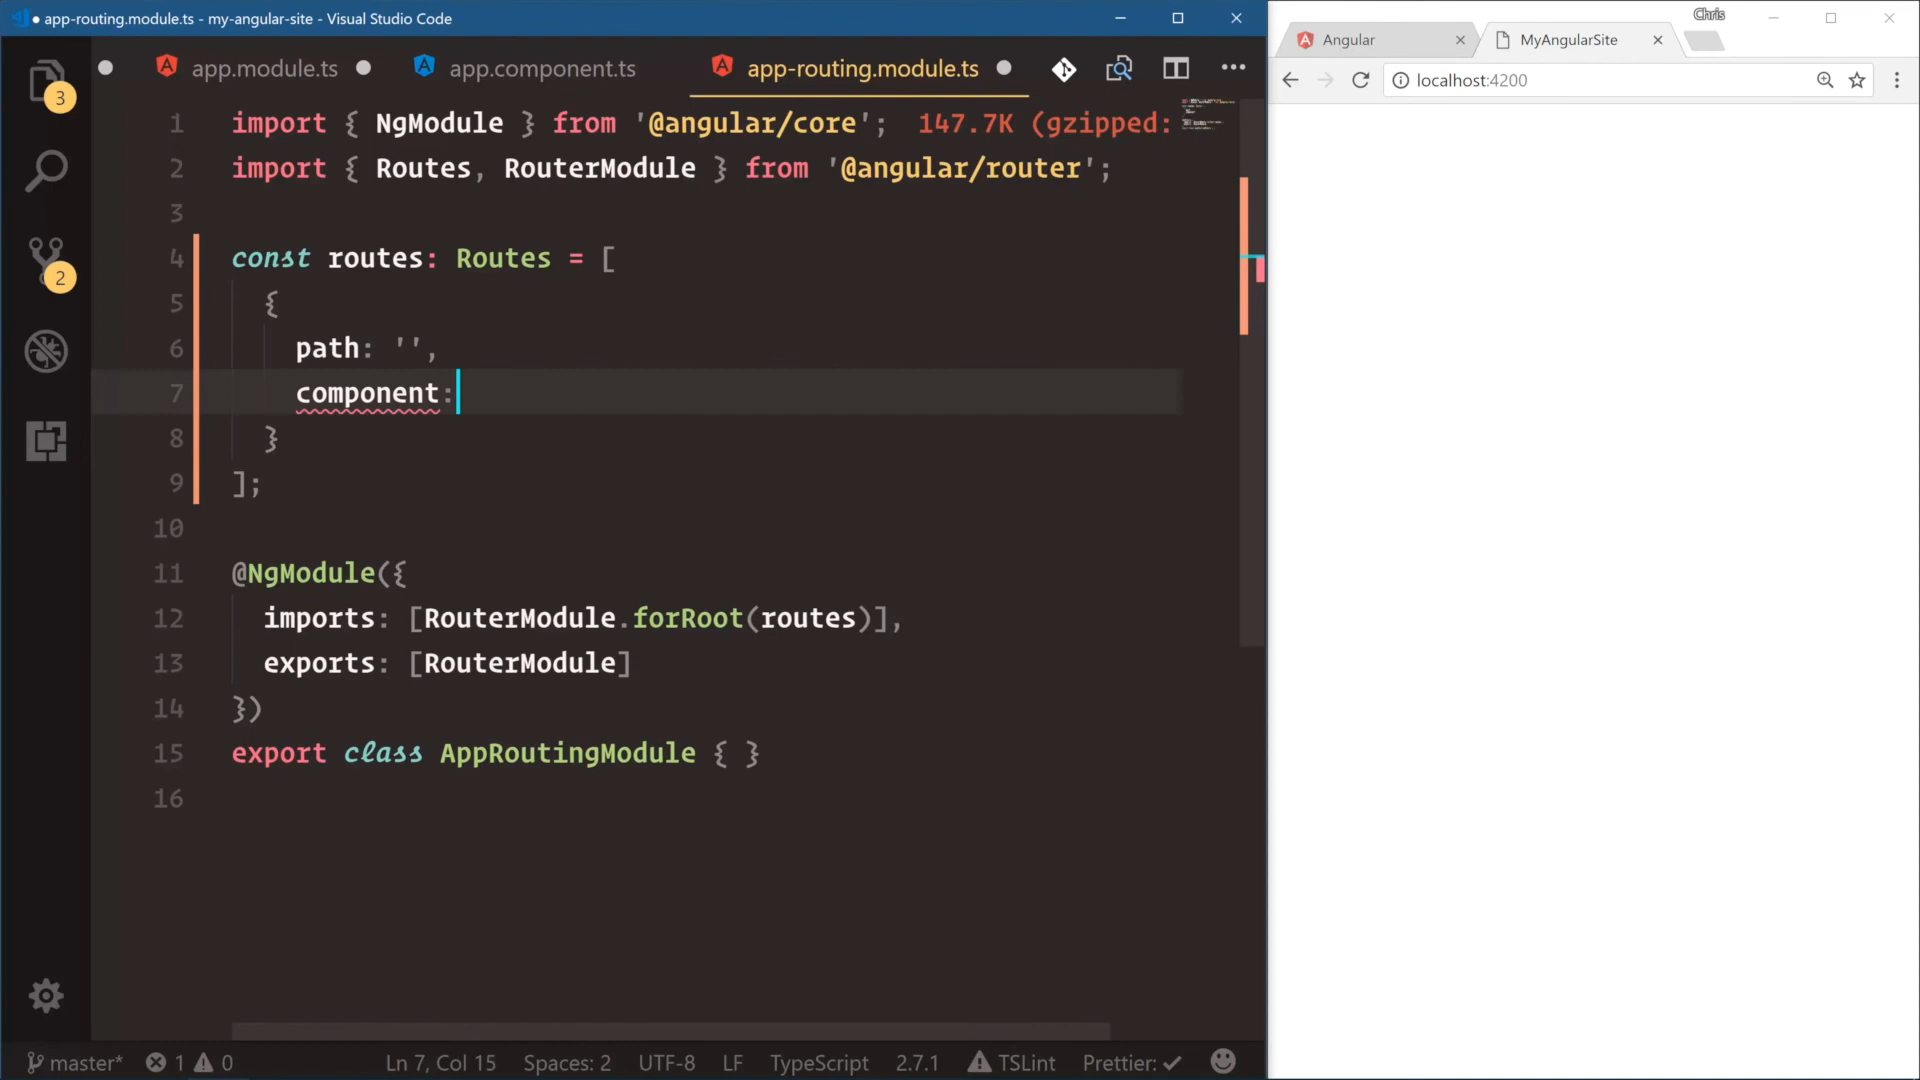 app-routing.module.ts - my-angular-site - Visual Studio Code
app.module.ts
app.component.ts
app-routing.module.ts
3
2
1 import { NgModule } from '@angular/core'; 147.7K (gzipped:
2 import { Routes, RouterModule } from '@angular/router';
3
4 const routes: Routes = [
5 {
6 path: '',
7 component:
8 }
9 ];
10
11 @NgModule({
12 imports: [RouterModule.forRoot(routes)],
13 exports: [RouterModule]
14 })
15 export class AppRoutingModule { }
16
master* 1 0 Ln 7, Col 15 Spaces: 2 UTF-8 LF TypeScript 2.7.1 TSLint Prettier: ✓
Chris
Angular
MyAngularSite
localhost:4200